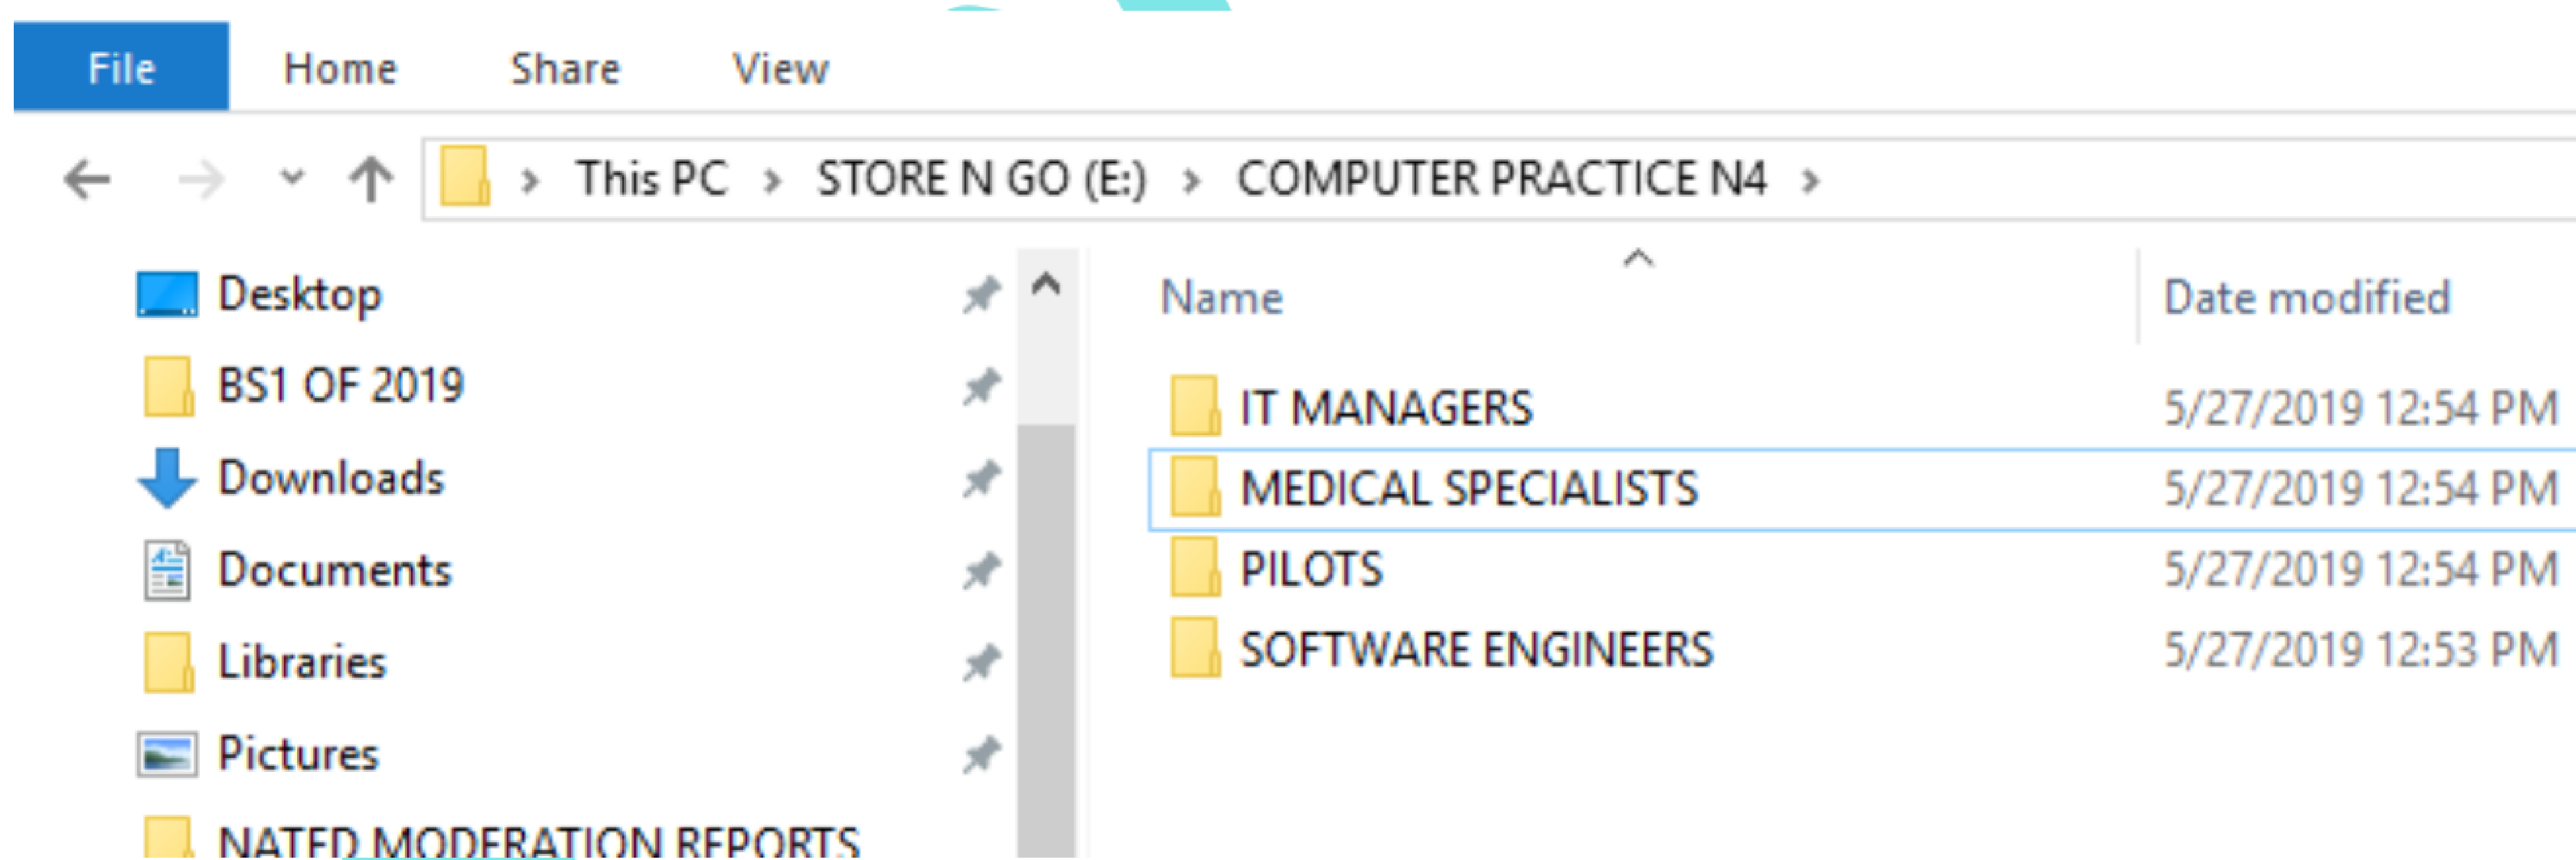 File Home Share View
This PC > STORE N GO (E:) > COMPUTER PRACTICE N4 >
Name Date modified
Desktop
BS1 OF 2019
Downloads
Documents
Libraries
Pictures
NATED MODERATION REPORTS
IT MANAGERS 5/27/2019 12:54 PM
MEDICAL SPECIALISTS 5/27/2019 12:54 PM
PILOTS 5/27/2019 12:54 PM
SOFTWARE ENGINEERS 5/27/2019 12:53 PM